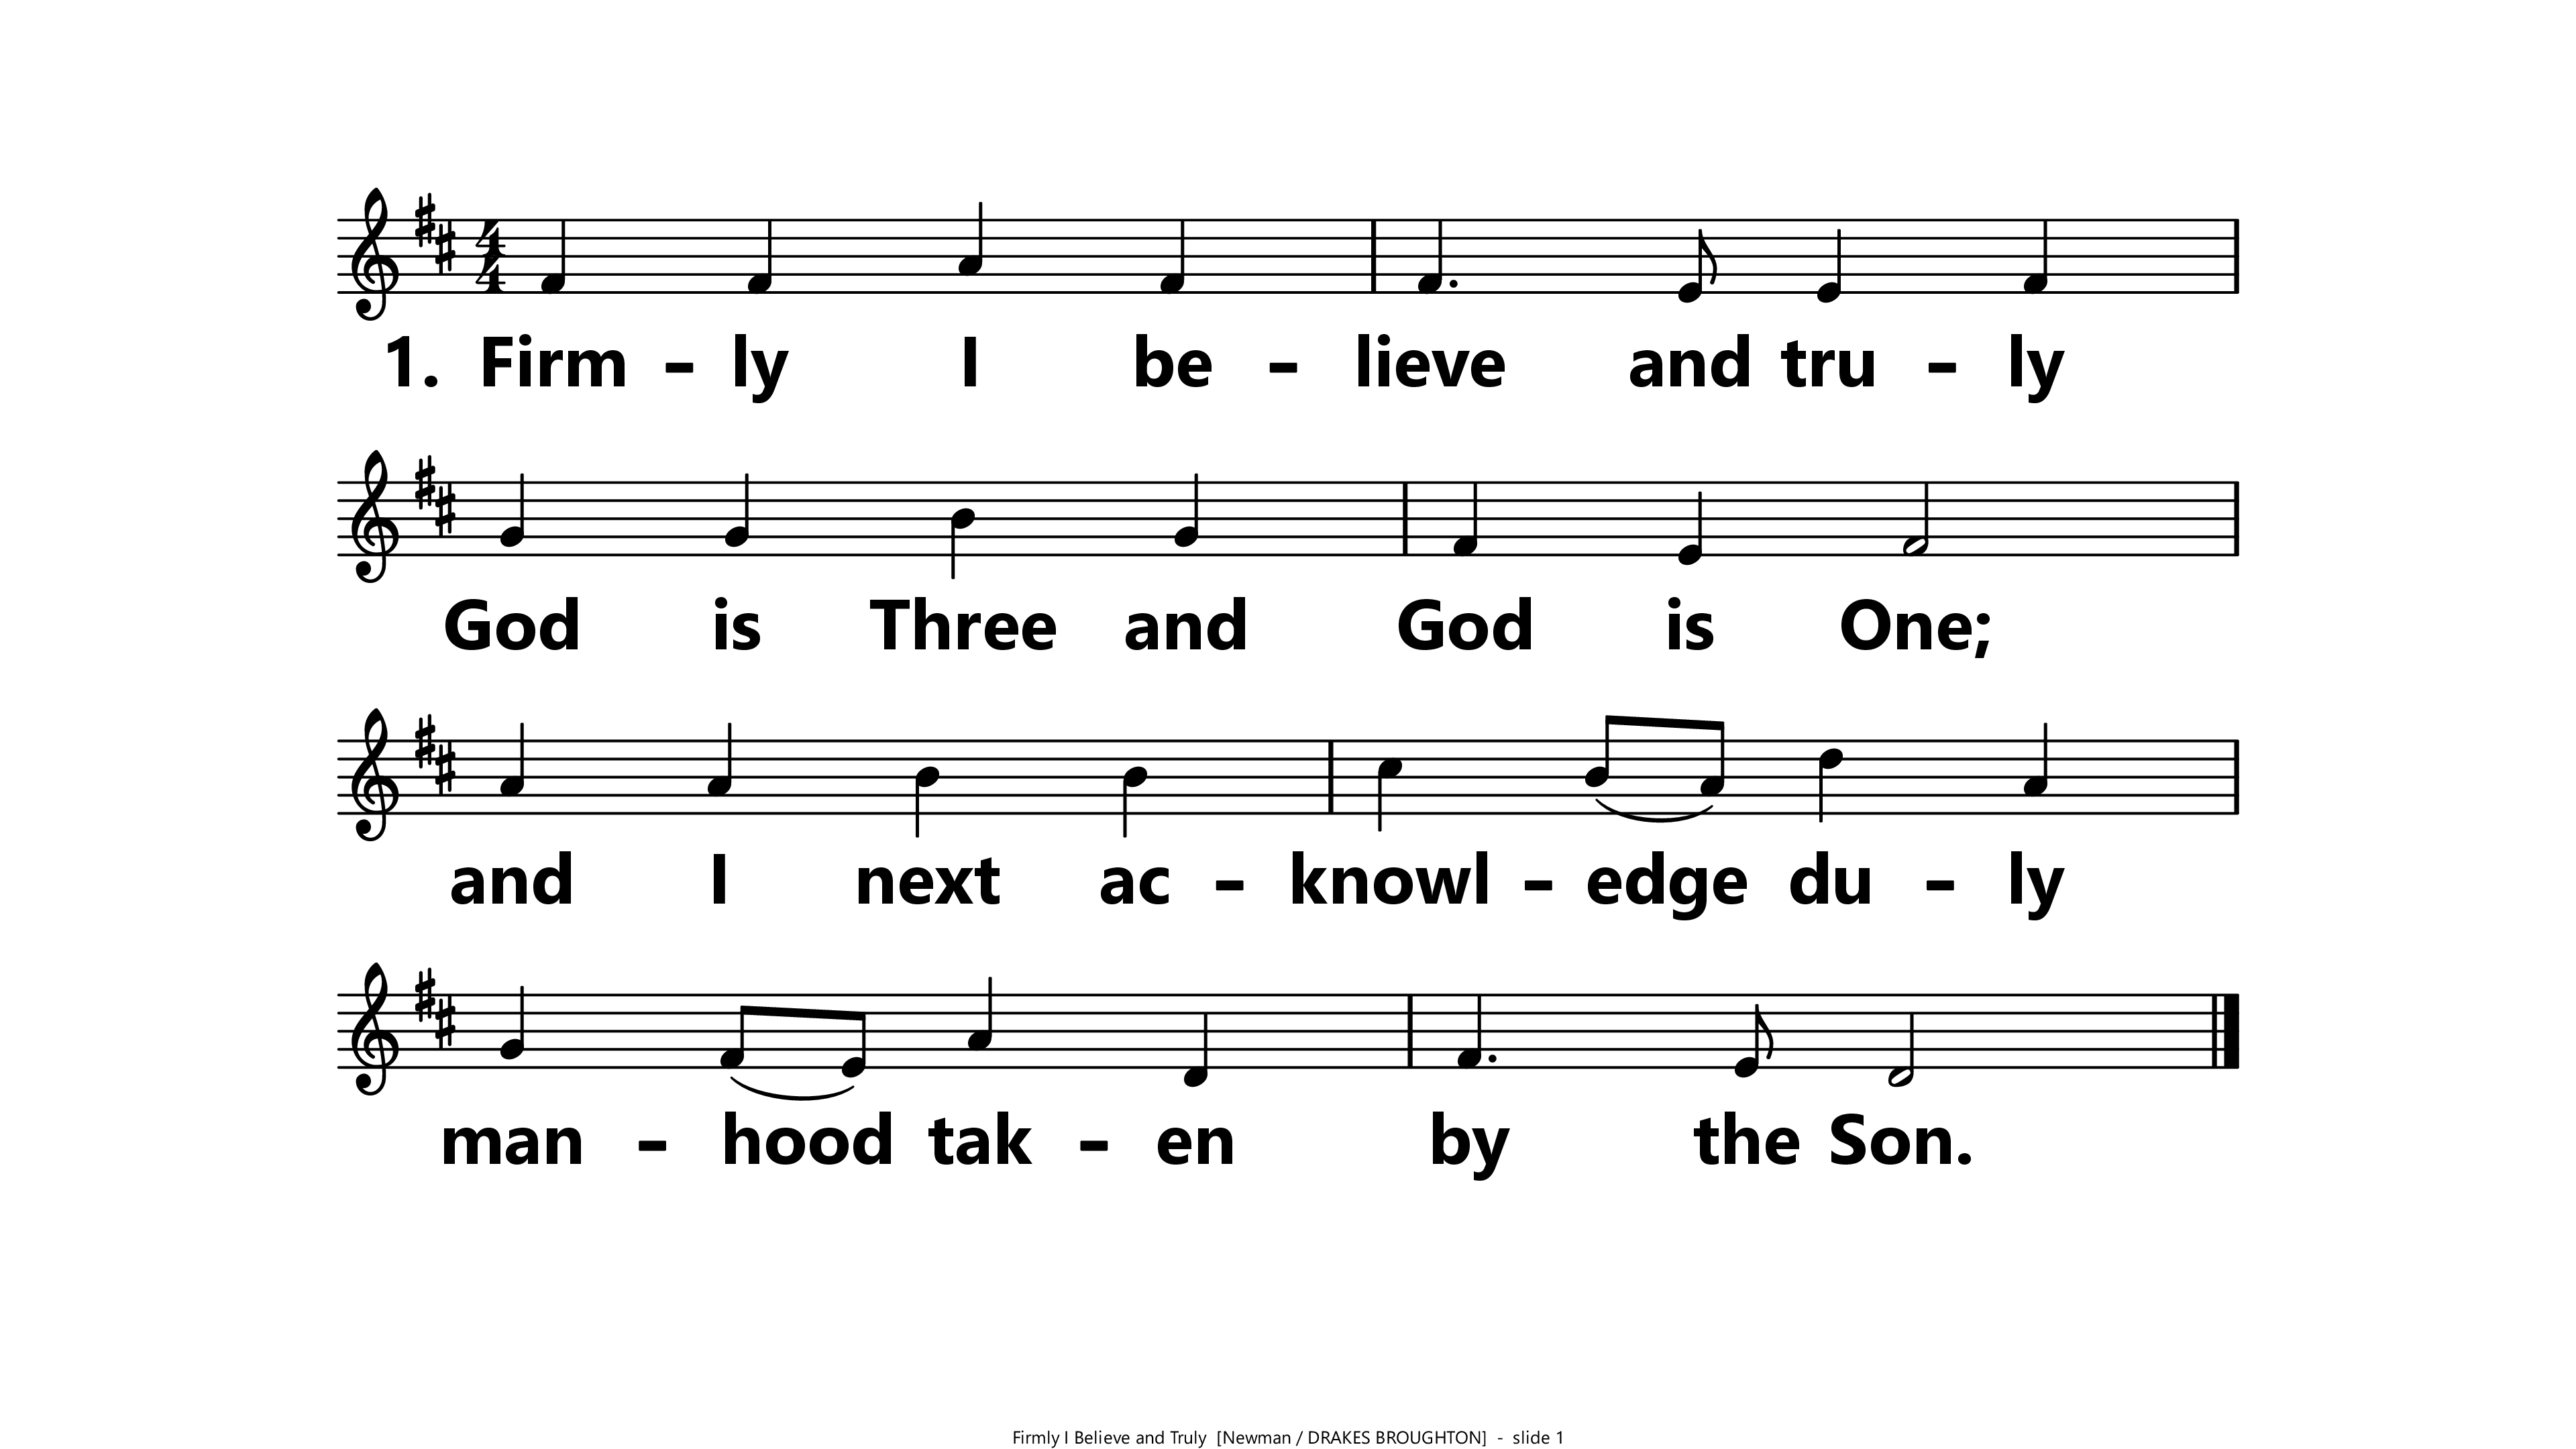 1. Firm - ly I be - lieve and tru - ly
God is Three and God is One;
and I next ac - knowl - edge du - ly
man - hood tak - en by the Son.
Firmly I Believe and Truly [Newman / DRAKES BROUGHTON] - slide 1